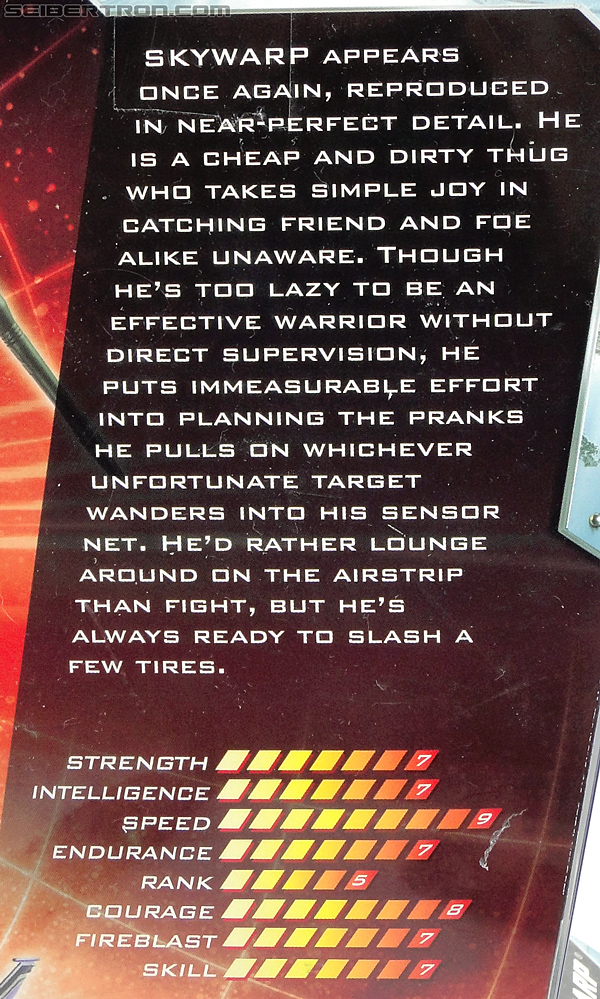 SEIBERTRON.COM
SKYWARP APPEARS
ONCE AGAIN, REPRODUCED
IN NEAR-PERFECT DETAIL. HE
IS A CHEAP AND DIRTY THUG
WHO TAKES SIMPLE JOY IN
CATCHING FRIEND AND FOE
ALIKE UNAWARE. THOUGH
HE'S TOO LAZY TO BE AN
EFFECTIVE WARRIOR WITHOUT
DIRECT SUPERVISION, HE
PUTS IMMEASURABLE EFFORT
INTO PLANNING THE PRANKS
HE PULLS ON WHICHEVER
UNFORTUNATE TARGET
WANDERS INTO HIS SENSOR
NET. HE'D RATHER LOUNGE
AROUND ON THE AIRSTRIP
THAN FIGHT, BUT HE'S
ALWAYS READY TO SLASH A
FEW TIRES.
STRENGTH 7
INTELLIGENCE 7
SPEED 9
ENDURANCE 7
RANK 5
COURAGE 8
FIREBLAST 7
SKILL 7